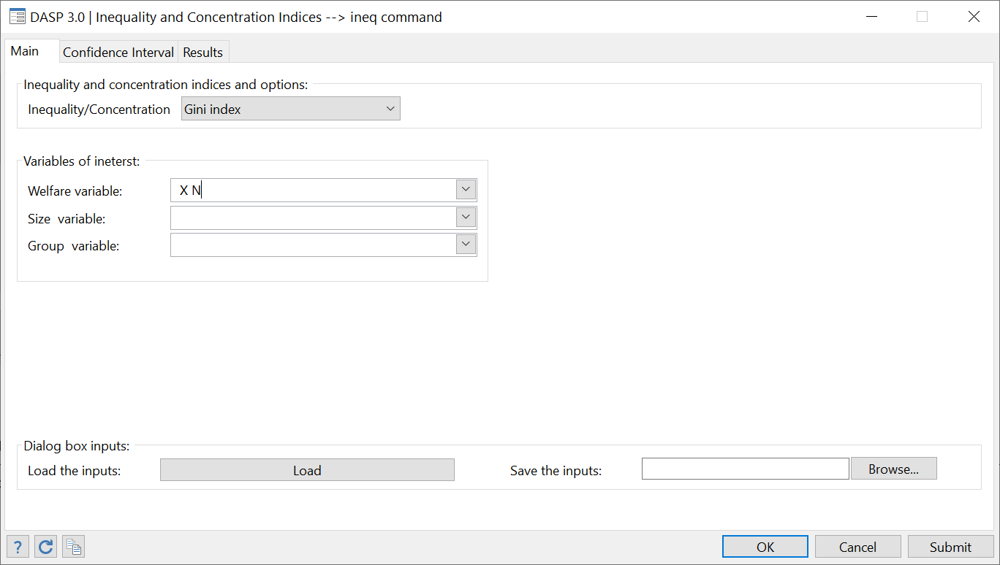 DASP 3.0 | Inequality and Concentration Indices --> ineq command
Main Confidence Interval Results
Inequality and concentration indices and options:
Inequality/Concentration Gini index
Variables of ineterst:
Welfare variable: X N
Size variable:
Group variable:
Dialog box inputs:
Load the inputs: Load Save the inputs: Browse...
? OK Cancel Submit